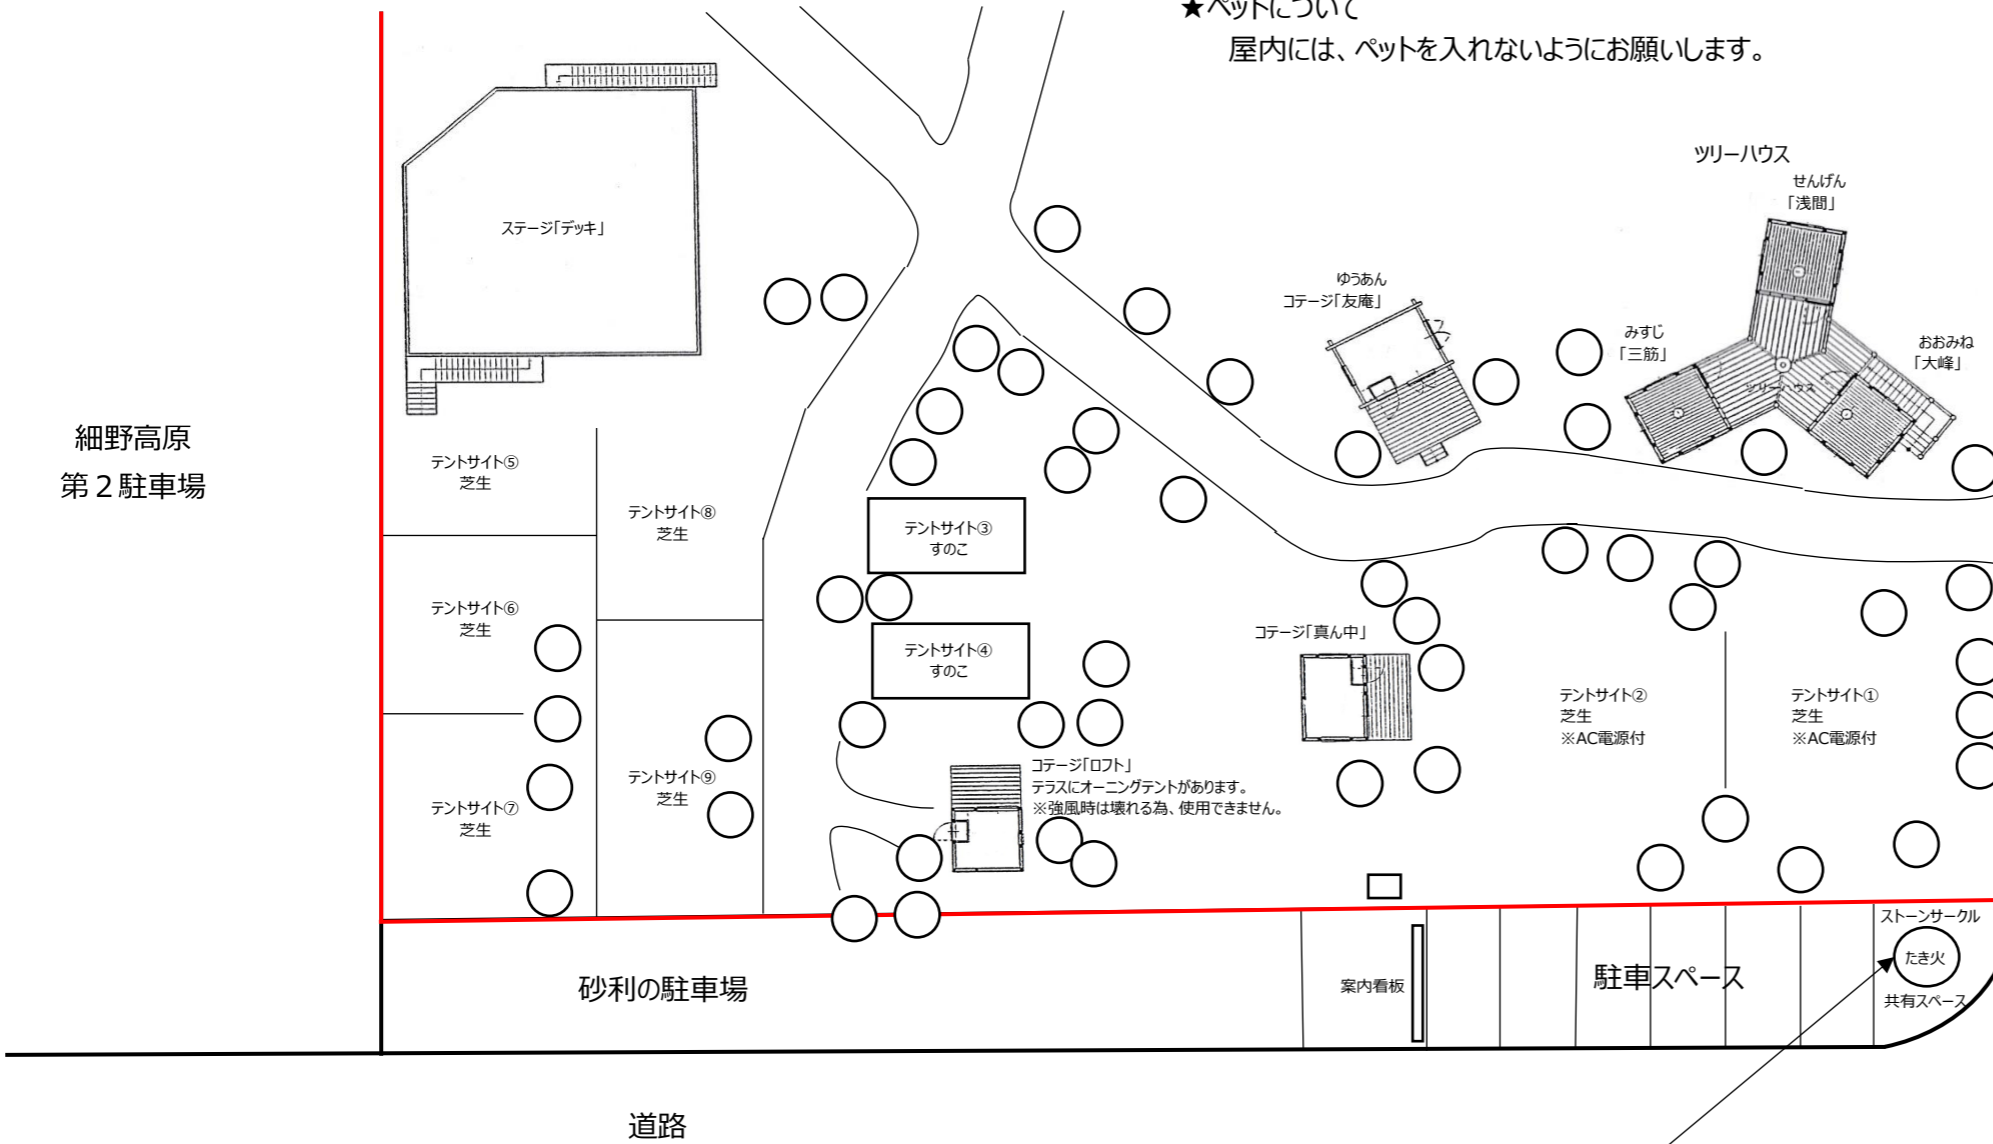 ★ペットについて
屋内には、ペットを入れないようにお願いします。
ツリーハウス
せんげん
「浅間」
ステージ「デッキ」
ゆうあん
コテージ「友庵」
みすじ
「三筋」
おおみね
「大峰」
ツリーハウス
細野高原
第２駐車場
テントサイト⑤
芝生
テントサイト⑧
芝生
テントサイト③
すのこ
テントサイト⑥
芝生
テントサイト④
すのこ
コテージ「真ん中」
テントサイト②
芝生
※AC電源付
テントサイト①
芝生
※AC電源付
テントサイト⑦
芝生
テントサイト⑨
芝生
コテージ「ロフト」
テラスにオーニングテントがあります。
※強風時は壊れる為、使用できません。
砂利の駐車場
案内看板
駐車スペース
ストーンサークル
たき火
共有スペース
道路